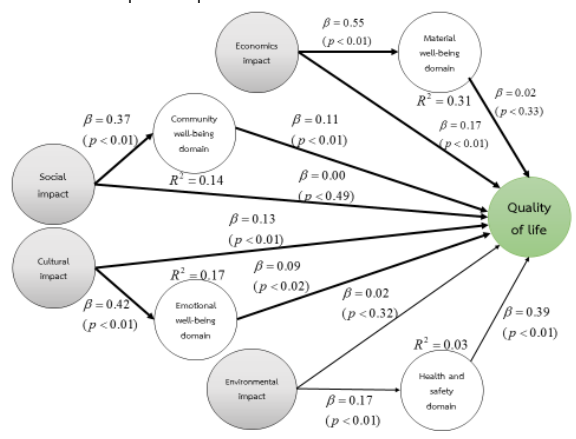 β = 0.55
(p < 0.01)
Economics
impact
Material
well-being
domain
R² = 0.31
β = 0.02
(p < 0.33)
β = 0.17
(p < 0.01)
β = 0.37
(p < 0.01)
Community
well-being
domain
R² = 0.14
β = 0.11
(p < 0.01)
Social
impact
β = 0.00
(p < 0.49)
Quality
of life
β = 0.13
(p < 0.01)
Cultural
impact
R² = 0.17
β = 0.09
(p < 0.02)
β = 0.42
(p < 0.01)
Emotional
well-being
domain
β = 0.02
(p < 0.32)
β = 0.39
(p < 0.01)
R² = 0.03
Environmental
impact
β = 0.17
(p < 0.01)
Health and
safety
domain